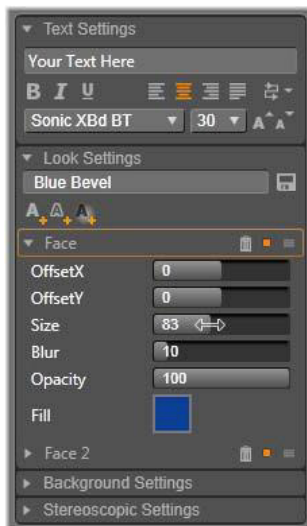 Text Settings
Your Text Here
B I U
Sonic XBd BT 30 A A
Look Settings
Blue Bevel
A A A
Face
OffsetX 0
OffsetY 0
Size 83
Blur 10
Opacity 100
Fill
Face 2
Background Settings
Stereoscopic Settings